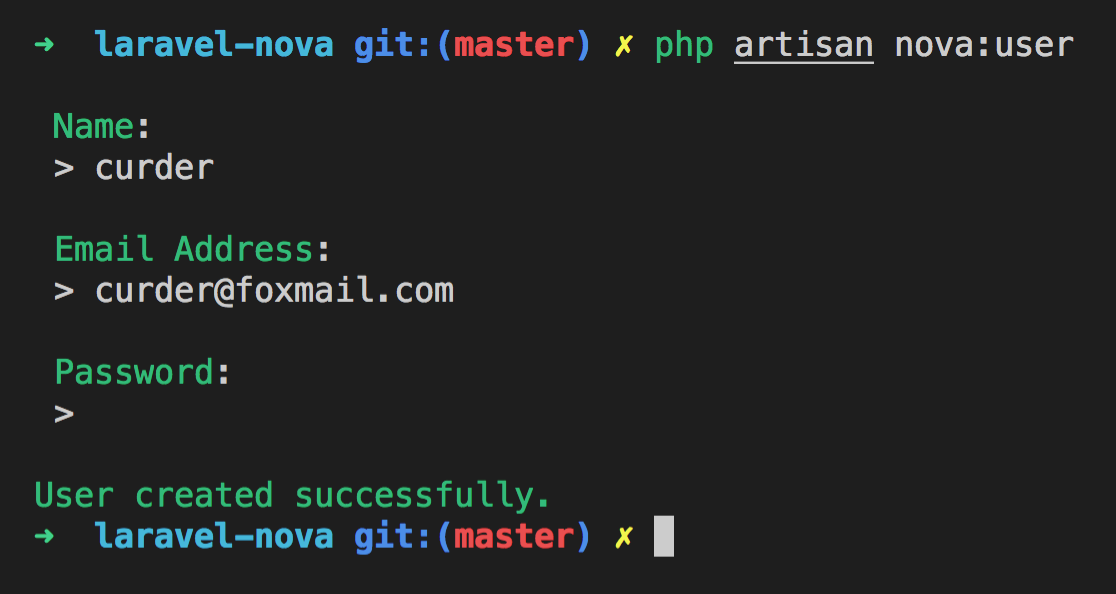 ➜ laravel-nova git:(master) ✗ php artisan nova:user
Name:
> curder
Email Address:
> curder@foxmail.com
Password:
>
User created successfully.
➜ laravel-nova git:(master) ✗